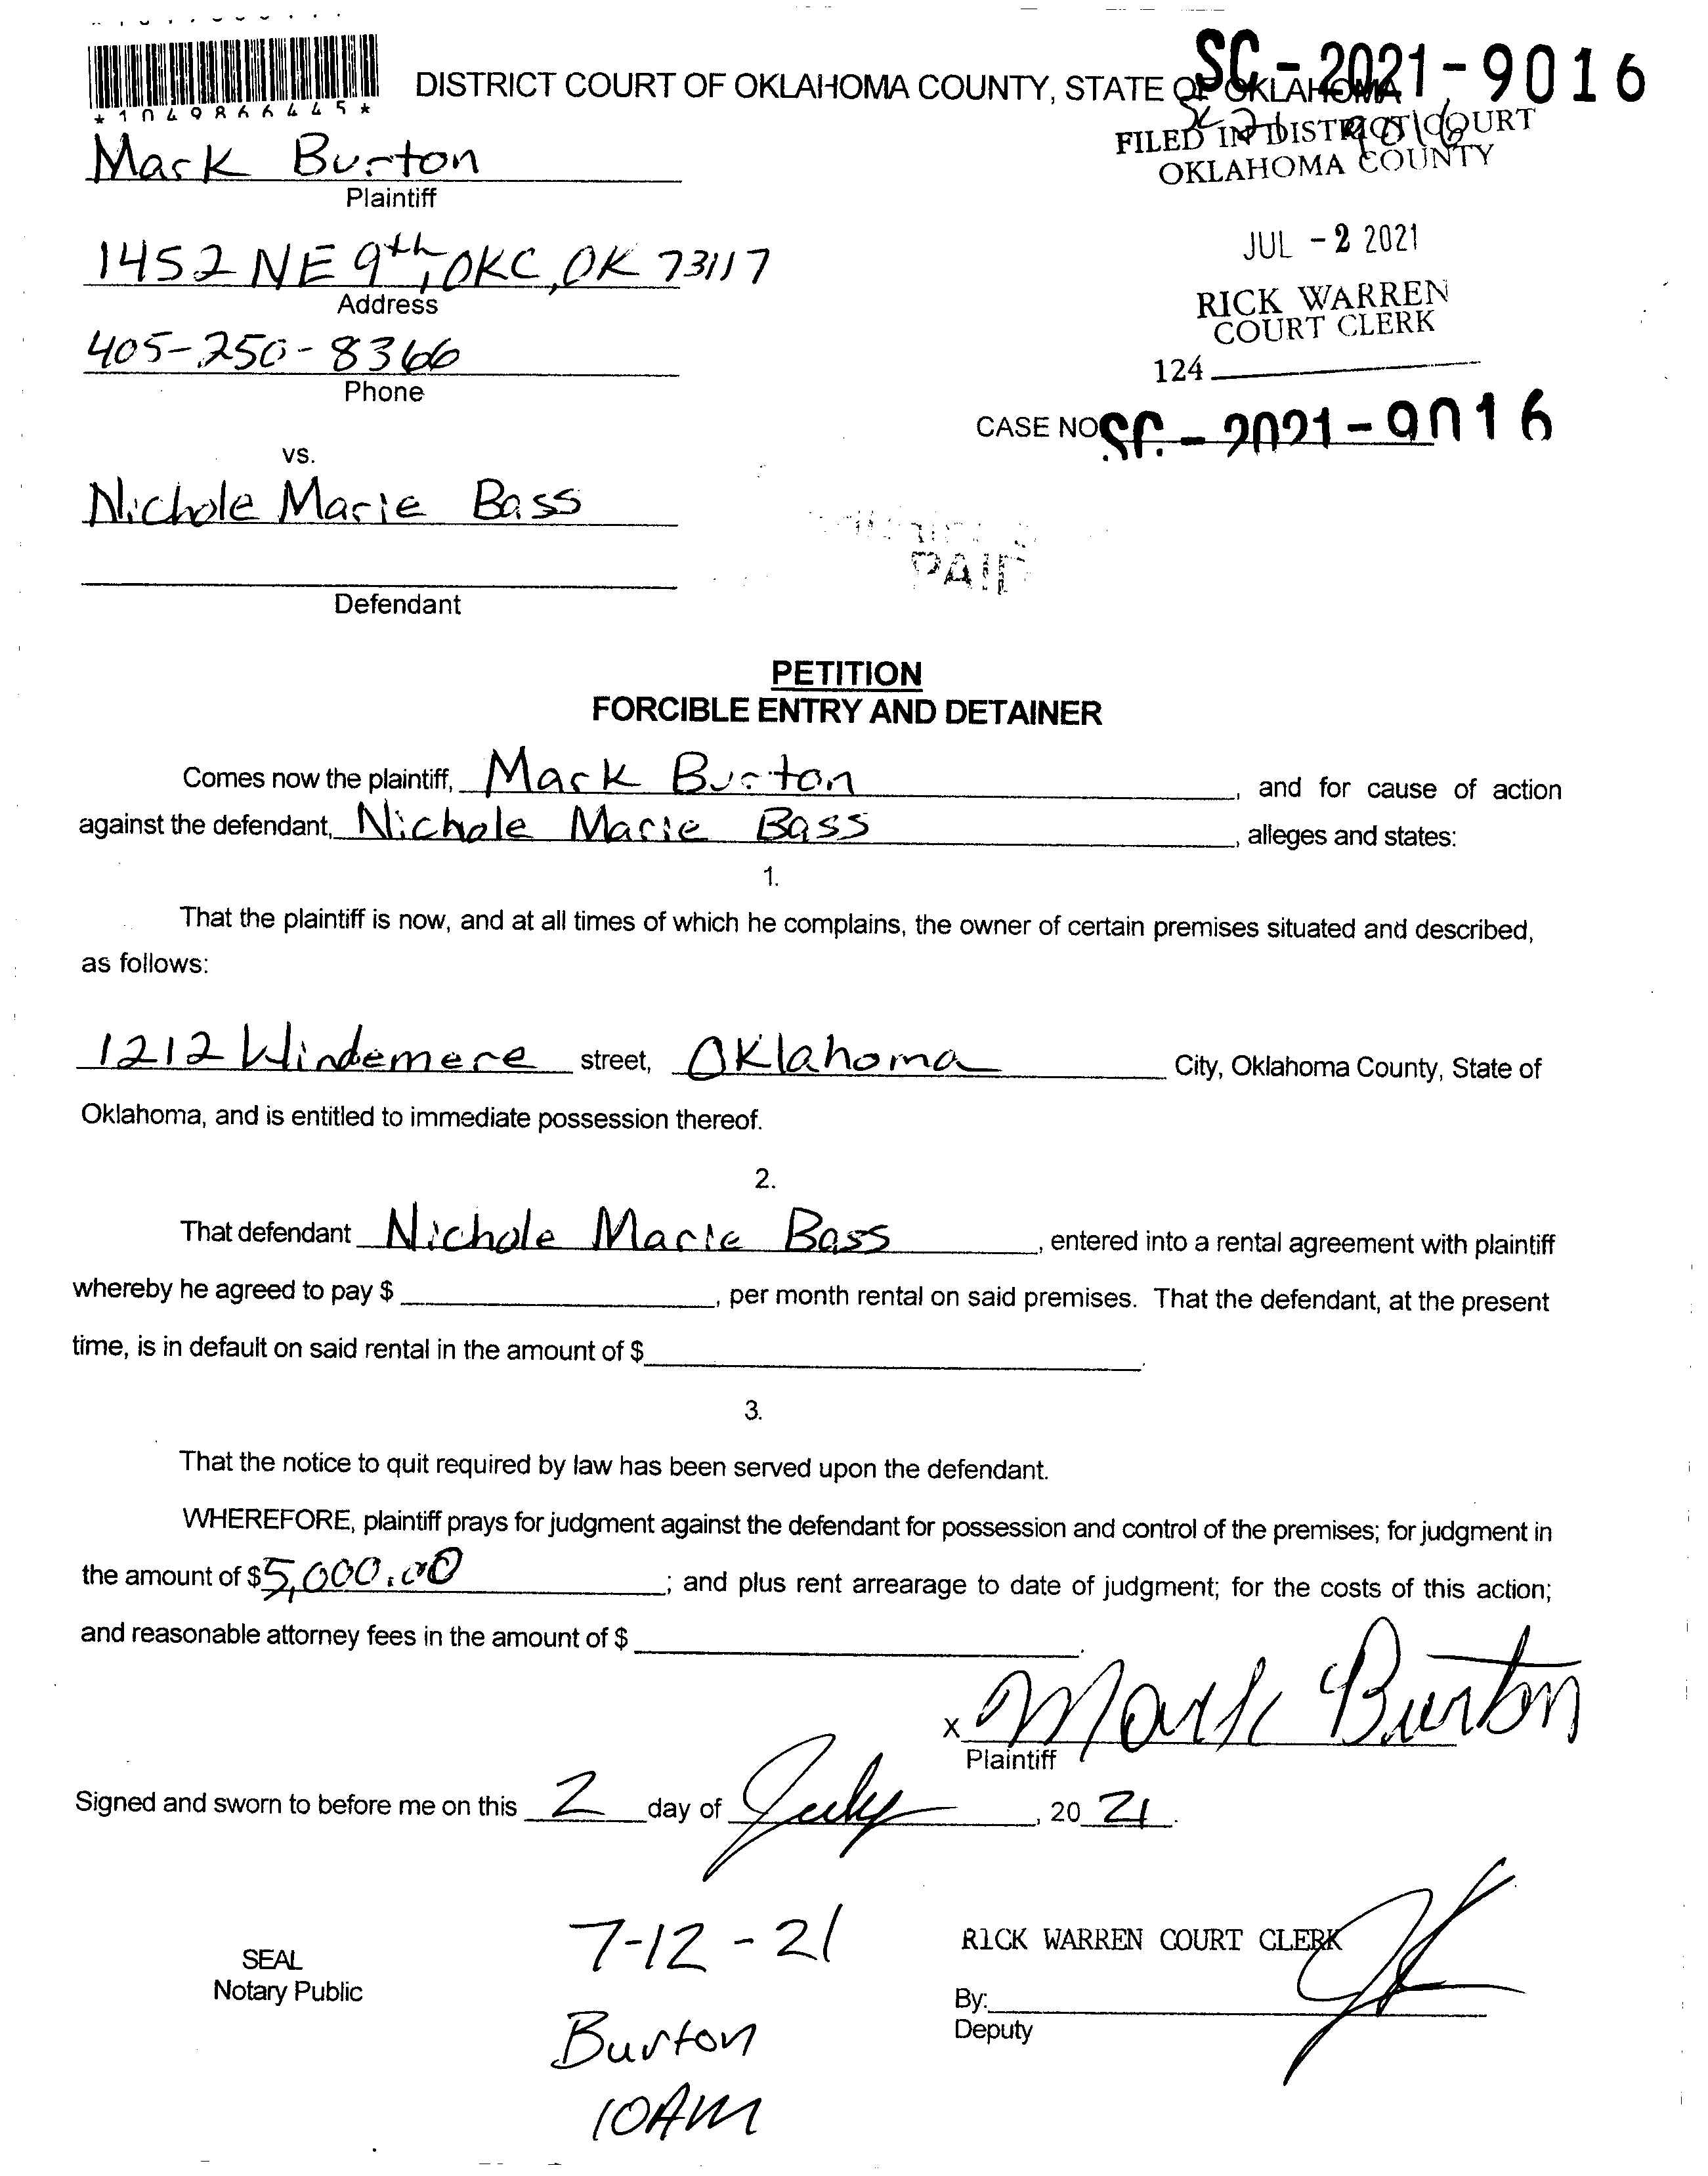 *1049866445*
SC-2021-9016
DISTRICT COURT OF OKLAHOMA COUNTY, STATE OF OKLAHOMA
Mark Burton
Plaintiff
FILED IN DISTRICT COURT
OKLAHOMA COUNTY
1452 NE 9th, OKC, OK 73117
Address
JUL -2 2021
RICK WARREN
COURT CLERK
405-250-8366
Phone
124
CASE NO SC-2021-9016
vs.
Nichole Marie Bass
PAID
Defendant
PETITION
FORCIBLE ENTRY AND DETAINER
Comes now the plaintiff, Mark Burton, and for cause of action
against the defendant, Nichole Marie Bass, alleges and states:
1.
That the plaintiff is now, and at all times of which he complains, the owner of certain premises situated and described,
as follows:
1212 Windemere street, Oklahoma City, Oklahoma County, State of
Oklahoma, and is entitled to immediate possession thereof.
2.
That defendant Nichole Marie Bass, entered into a rental agreement with plaintiff
whereby he agreed to pay $, per month rental on said premises. That the defendant, at the present
time, is in default on said rental in the amount of $.
3.
That the notice to quit required by law has been served upon the defendant.
WHEREFORE, plaintiff prays for judgment against the defendant for possession and control of the premises; for judgment in
the amount of $5,000.00; and plus rent arrearage to date of judgment; for the costs of this action;
and reasonable attorney fees in the amount of $.
x Mark Burton
Plaintiff
Signed and sworn to before me on this 2 day of July, 20 21.
7-12-21
RICK WARREN COURT CLERK
SEAL
Notary Public
By:
Deputy
Burton
10AM